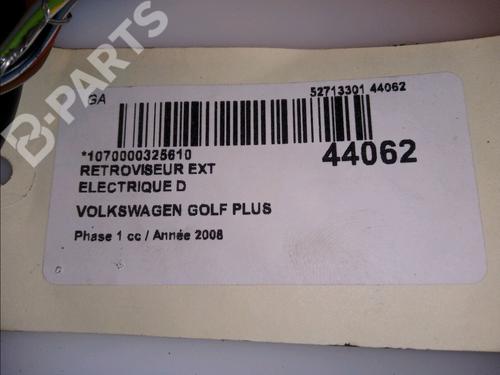 B-PARTS
GA
52713301 44062
*1070000325610
44062
RETROVISEUR EXT
ELECTRIQUE D
VOLKSWAGEN GOLF PLUS
Phase 1 cc / Année 2008